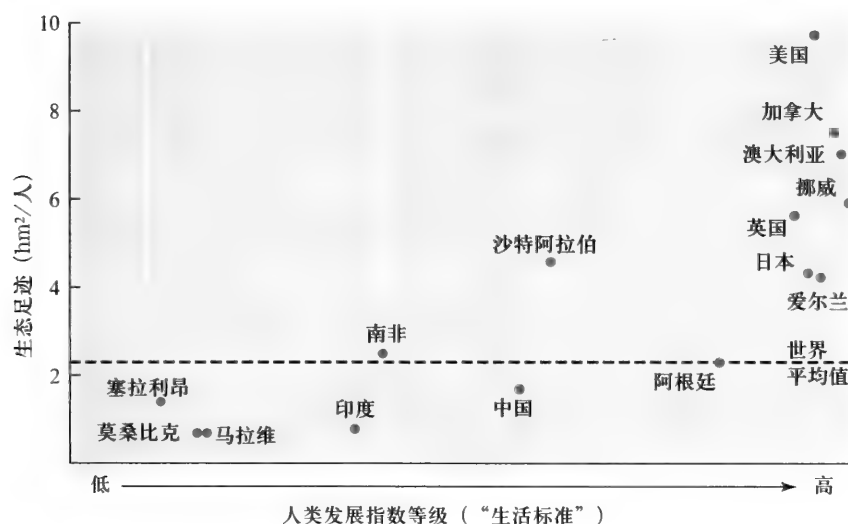 10
美国
加拿大
8
澳大利亚
挪威
6
英国
沙特阿拉伯
日本
4
爱尔兰
南非
世界
平均值
2
塞拉利昂
阿根廷
印度
中国
莫桑比克
马拉维
生态足迹（hm²/人）
低
高
人类发展指数等级（“生活标准”）